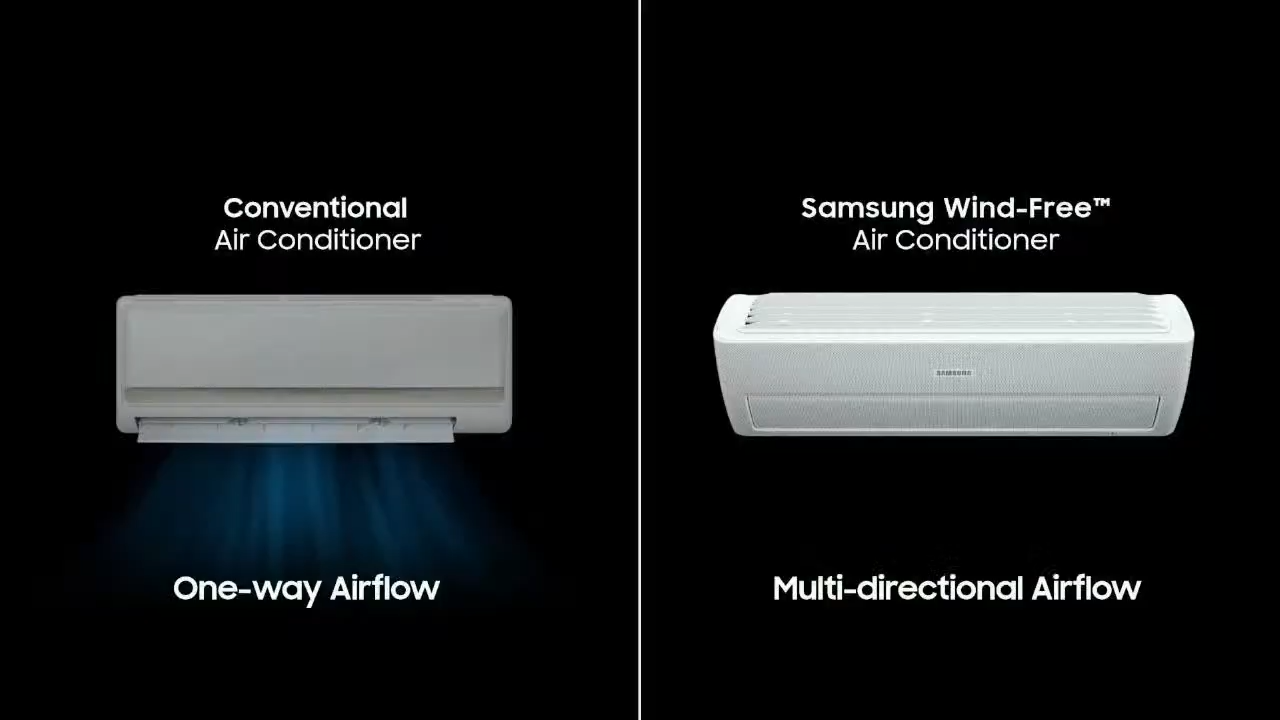 Conventional
Air Conditioner
One-way Airflow
Samsung Wind-Free™
Air Conditioner
SAMSUNG
Multi-directional Airflow